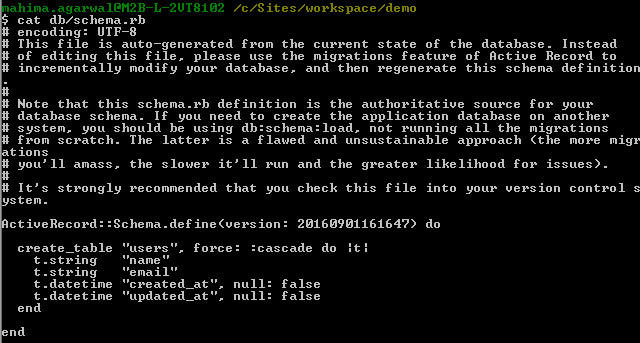 mahima.agarwal@M2B-L-2VT8102 /c/Sites/workspace/demo
$ cat db/schema.rb
# encoding: UTF-8
# This file is auto-generated from the current state of the database. Instead
# of editing this file, please use the migrations feature of Active Record to
# incrementally modify your database, and then regenerate this schema definition
.
#
# Note that this schema.rb definition is the authoritative source for your
# database schema. If you need to create the application database on another
# system, you should be using db:schema:load, not running all the migrations
# from scratch. The latter is a flawed and unsustainable approach (the more migr
ations
# you'll amass, the slower it'll run and the greater likelihood for issues).
#
# It's strongly recommended that you check this file into your version control s
ystem.

ActiveRecord::Schema.define(version: 20160901161647) do

  create_table "users", force: :cascade do |t|
    t.string   "name"
    t.string   "email"
    t.datetime "created_at", null: false
    t.datetime "updated_at", null: false
  end

end